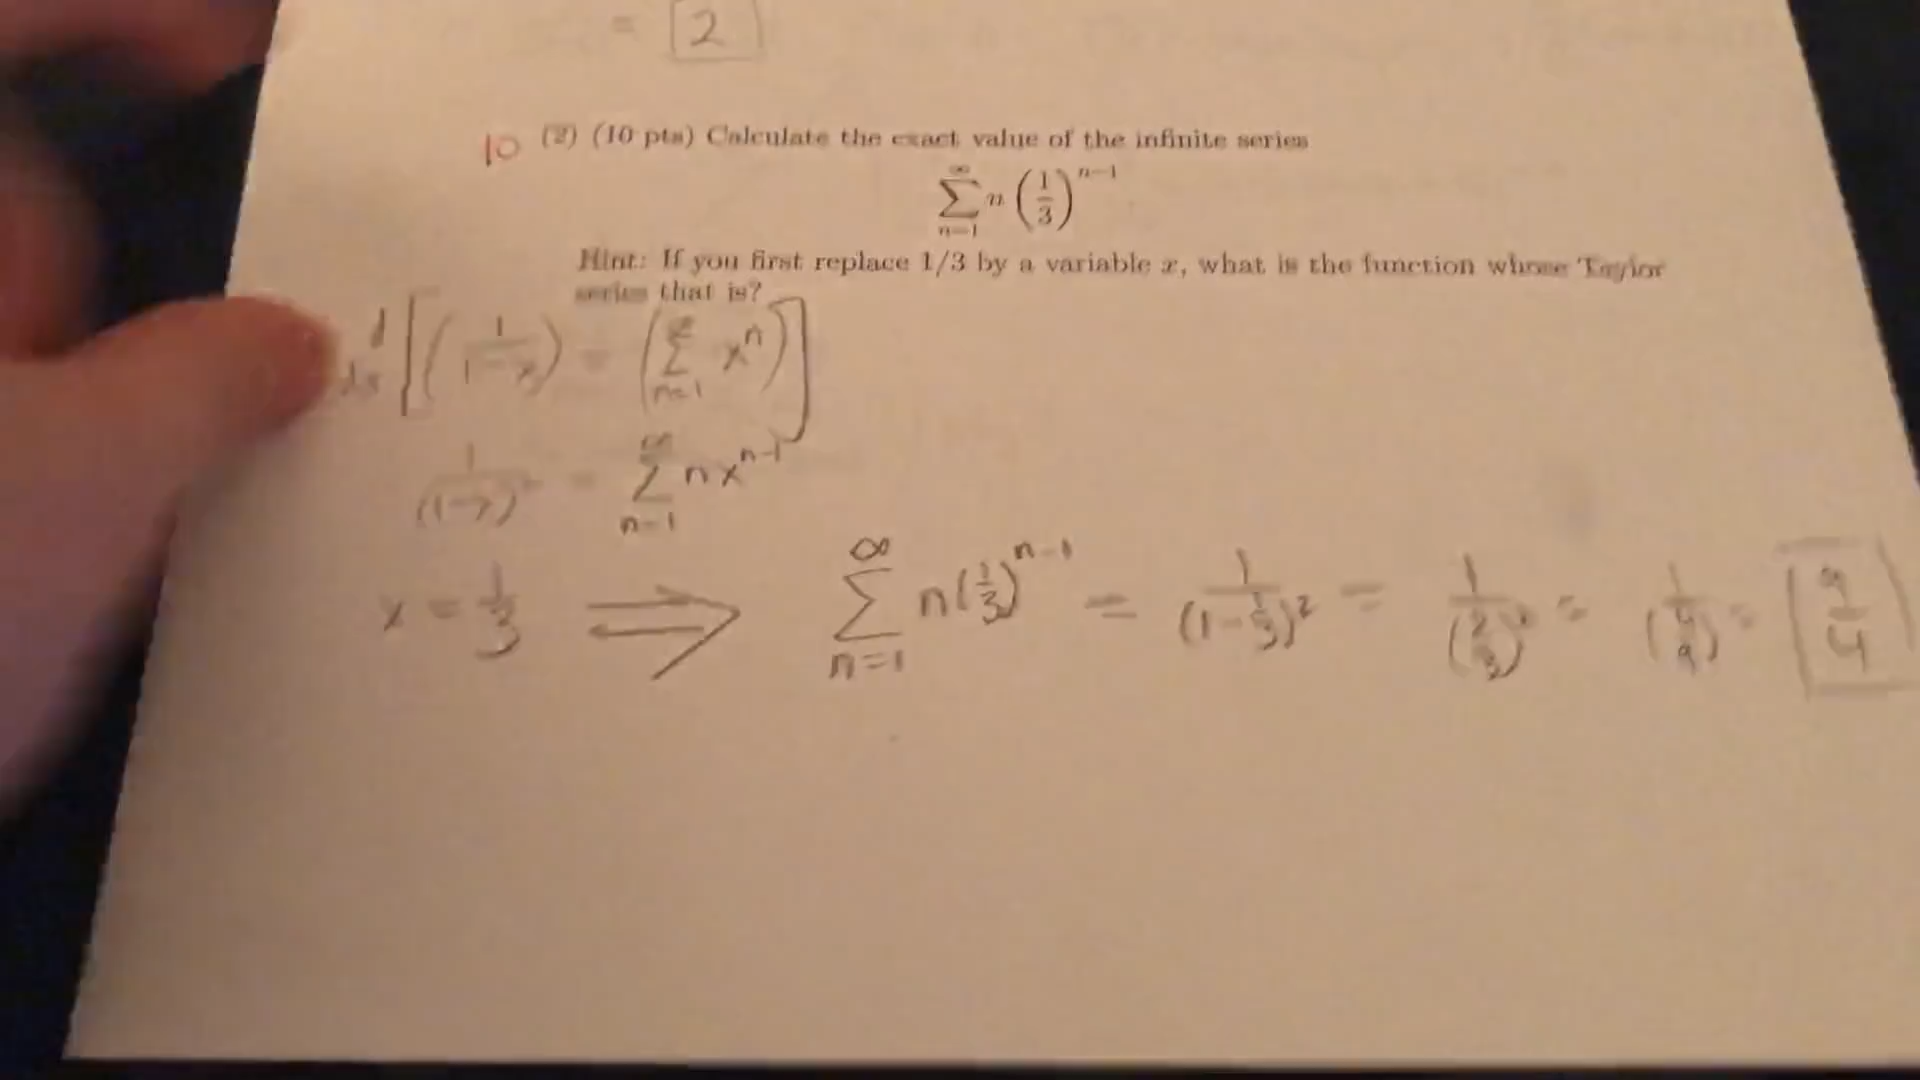 = 2
10 (2) (10 pts) Calculate the exact value of the infinite series
∑_{n=1}^{∞} n (1/3)^{n-1}
Hint: If you first replace 1/3 by a variable x, what is the function whose Taylor
series that is?
d/dx [ (1/(1-x)) = (∑_{n=1}^{∞} x^n) ]
1/(1-x)^2 = ∑_{n=1}^{∞} n x^{n-1}
x = 1/3 ⟹ ∑_{n=1}^{∞} n(1/3)^{n-1} = 1/(1-1/3)^2 = 1/(2/3)^2 = 1/(4/9) = 9/4